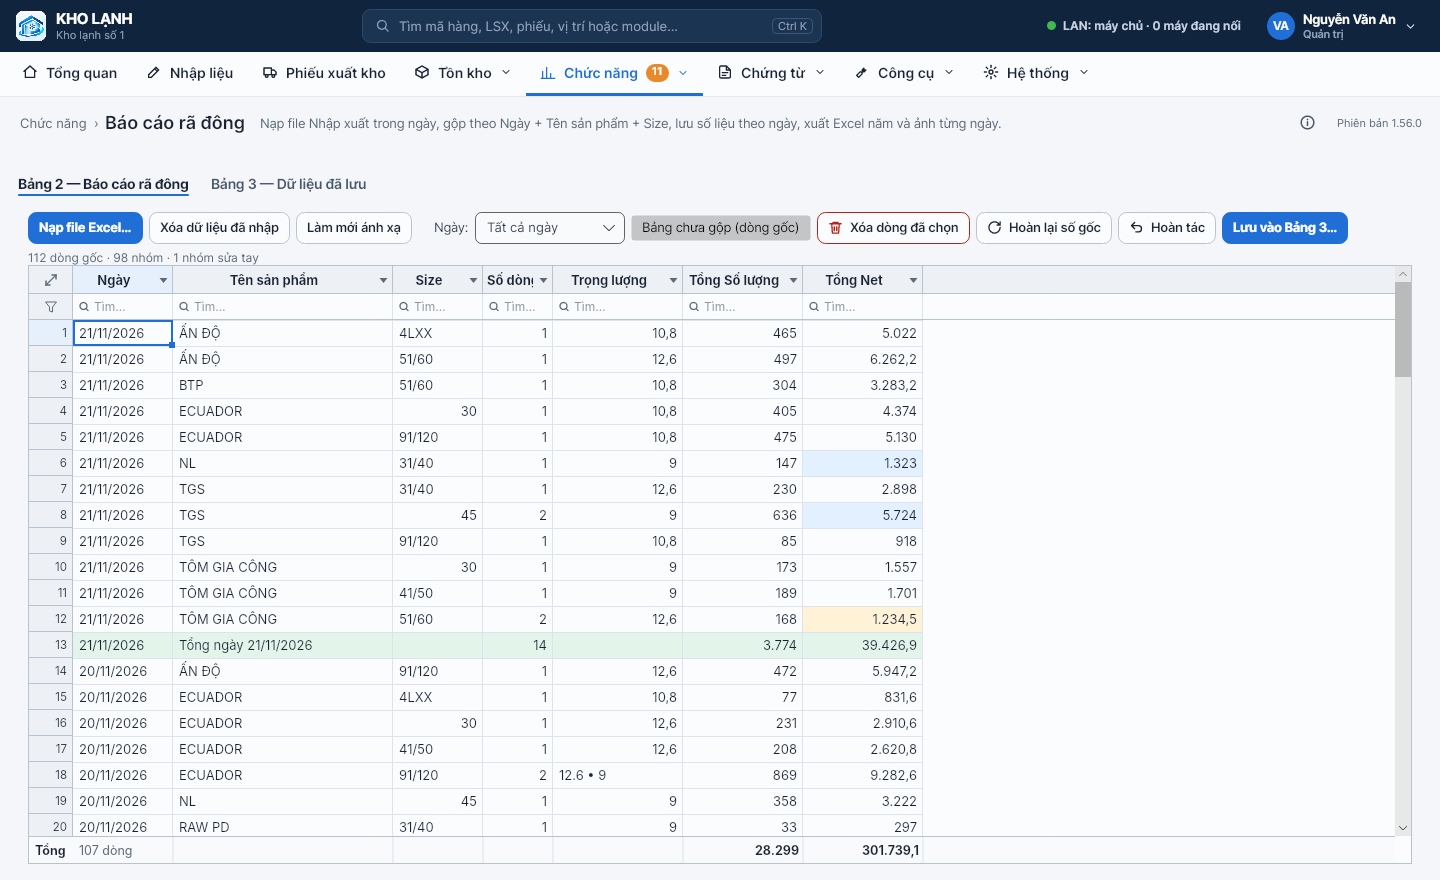 KHO LẠNH
Kho lạnh số 1
Tìm mã hàng, LSX, phiếu, vị trí hoặc module... Ctrl K
LAN: máy chủ · 0 máy đang nối
VA
Nguyễn Văn An
Quản trị
Tổng quan Nhập liệu Phiếu xuất kho Tồn kho Chức năng 11 Chứng từ Công cụ Hệ thống
Chức năng › Báo cáo rã đông Nạp file Nhập xuất trong ngày, gộp theo Ngày + Tên sản phẩm + Size, lưu số liệu theo ngày, xuất Excel năm và ảnh từng ngày. Phiên bản 1.56.0
Bảng 2 — Báo cáo rã đông Bảng 3 — Dữ liệu đã lưu
Nạp file Excel... Xóa dữ liệu đã nhập Làm mới ánh xạ Ngày: Tất cả ngày Bảng chưa gộp (dòng gốc) Xóa dòng đã chọn Hoàn lại số gốc Hoàn tác Lưu vào Bảng 3...
112 dòng gốc · 98 nhóm · 1 nhóm sửa tay
Ngày Tên sản phẩm Size Số dòng Trọng lượng Tổng Số lượng Tổng Net
Tìm... Tìm... Tìm... Tìm... Tìm... Tìm... Tìm...
1 21/11/2026 ẤN ĐỘ 4LXX 1 10,8 465 5.022
2 21/11/2026 ẤN ĐỘ 51/60 1 12,6 497 6.262,2
3 21/11/2026 BTP 51/60 1 10,8 304 3.283,2
4 21/11/2026 ECUADOR 30 1 10,8 405 4.374
5 21/11/2026 ECUADOR 91/120 1 10,8 475 5.130
6 21/11/2026 NL 31/40 1 9 147 1.323
7 21/11/2026 TGS 31/40 1 12,6 230 2.898
8 21/11/2026 TGS 45 2 9 636 5.724
9 21/11/2026 TGS 91/120 1 10,8 85 918
10 21/11/2026 TÔM GIA CÔNG 30 1 9 173 1.557
11 21/11/2026 TÔM GIA CÔNG 41/50 1 9 189 1.701
12 21/11/2026 TÔM GIA CÔNG 51/60 2 12,6 168 1.234,5
13 21/11/2026 Tổng ngày 21/11/2026 14 3.774 39.426,9
14 20/11/2026 ẤN ĐỘ 91/120 1 12,6 472 5.947,2
15 20/11/2026 ECUADOR 4LXX 1 10,8 77 831,6
16 20/11/2026 ECUADOR 30 1 12,6 231 2.910,6
17 20/11/2026 ECUADOR 41/50 1 12,6 208 2.620,8
18 20/11/2026 ECUADOR 91/120 2 12.6 • 9 869 9.282,6
19 20/11/2026 NL 45 1 9 358 3.222
20 20/11/2026 RAW PD 31/40 1 9 33 297
Tổng 107 dòng 28.299 301.739,1